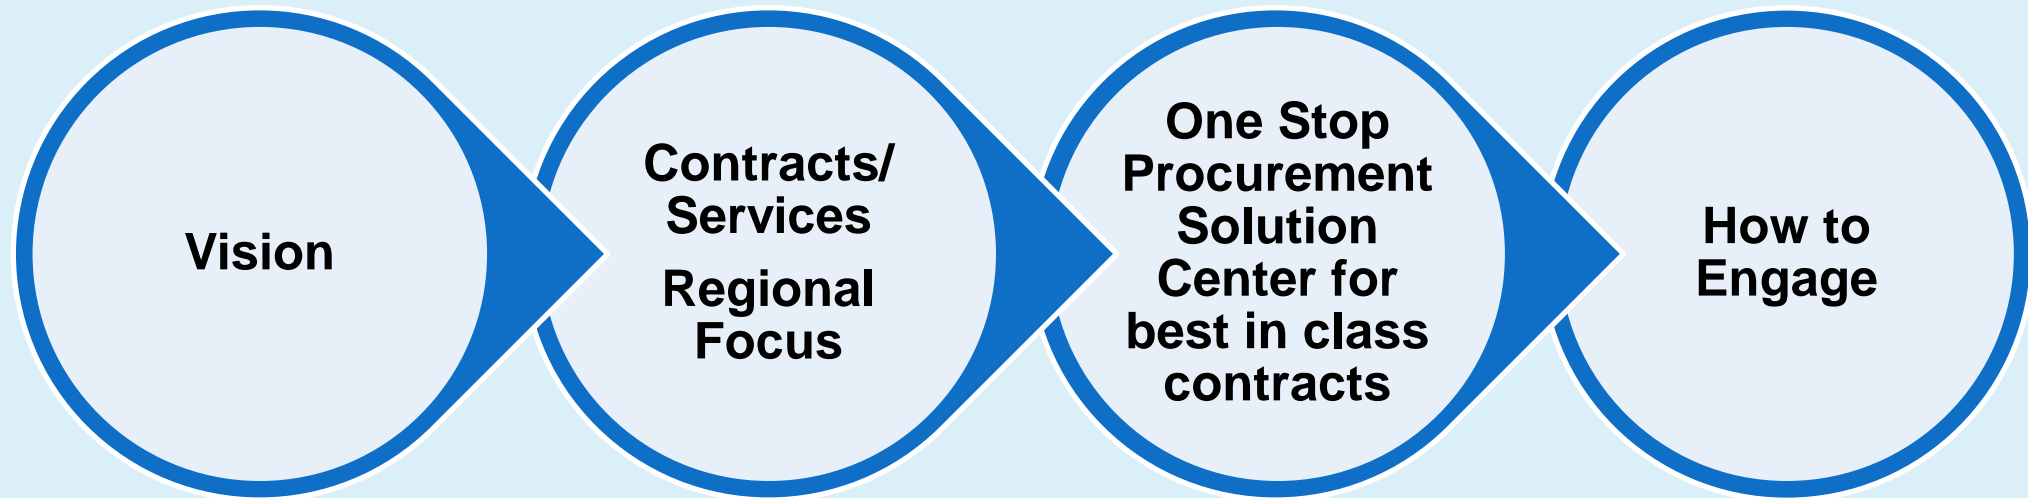 Vision
Contracts/
Services
Regional
Focus
One Stop
Procurement
Solution
Center for
best in class
contracts
How to
Engage